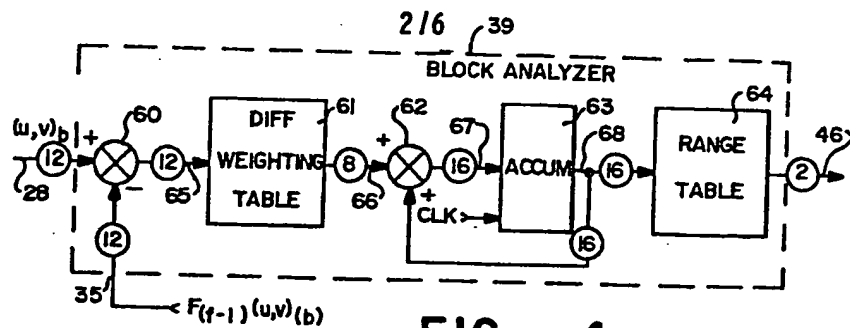 2/6
39
BLOCK ANALYZER
(u,v)b
12
28
+
60
−
12
65
12
35
F(f-1)(u,v)(b)
61
DIFF
WEIGHTING
TABLE
8
66
62
+
+
16
67
CLK
63
ACCUM
68
16
16
64
RANGE
TABLE
2
46